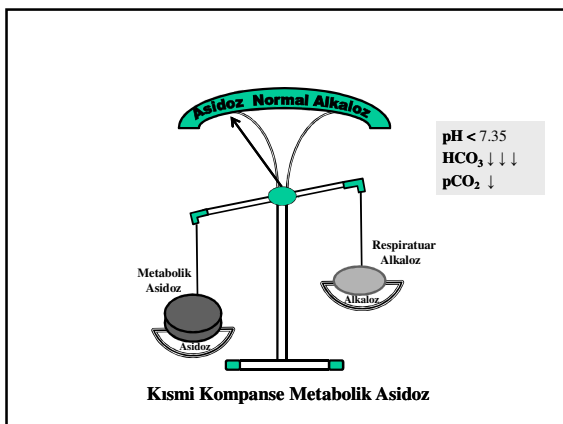 Asidoz Normal Alkaloz
pH < 7.35
HCO₃ ↓ ↓ ↓
pCO₂ ↓
Respiratuar
Alkaloz
Metabolik
Asidoz
Alkaloz
Asidoz
Kısmi Kompanse Metabolik Asidoz